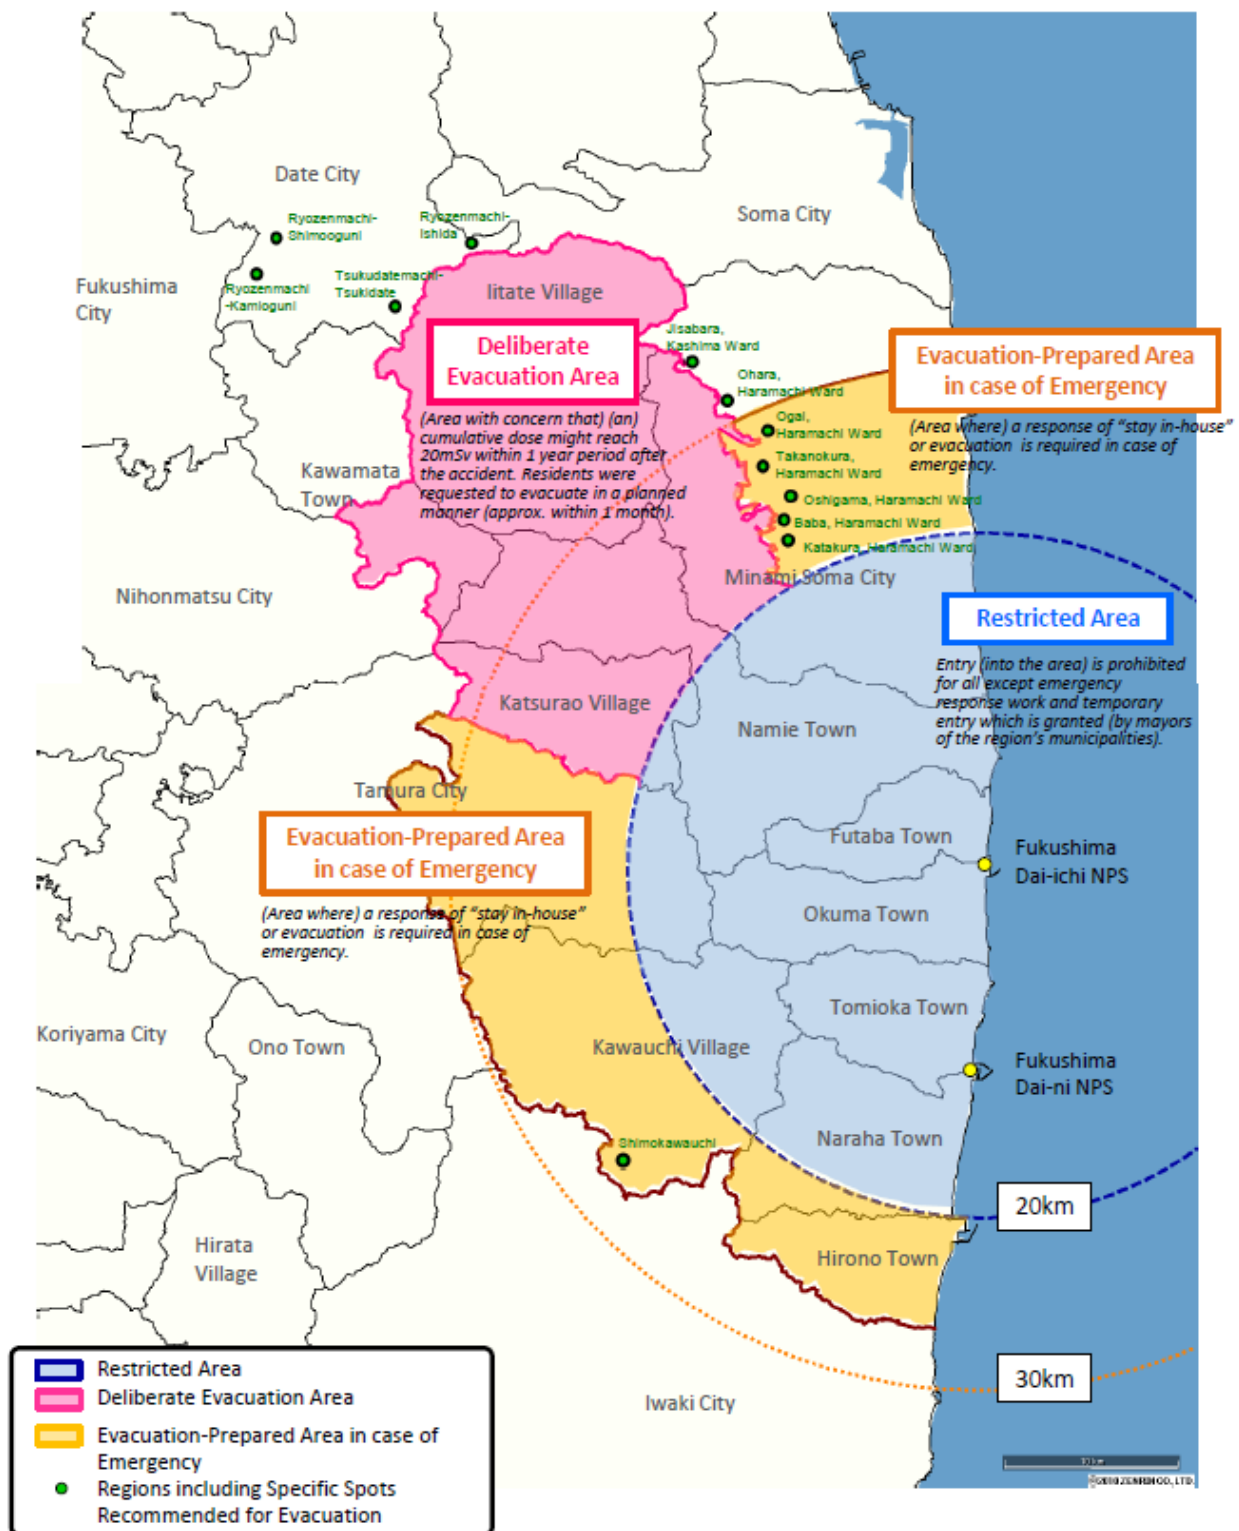 Date City
Ryozenmachi-
Shimooguni
Ryozenmachi-
Ishida
Soma City
Fukushima
City
Ryozenmachi
-Kamioguni
Tsukudatemachi-
Tsukidate
Iitate Village
Deliberate
Evacuation Area
Jisabara,
Kashima Ward
Ohara,
Haramachi Ward
Evacuation-Prepared Area
in case of Emergency
(Area with concern that) (an)
cumulative dose might reach
20mSv within 1 year period after
the accident. Residents were
requested to evacuate in a planned
manner (approx. within 1 month).
Ogai,
Haramachi Ward
(Area where) a response of "stay in-house"
or evacuation is required in case of
emergency.
Kawamata
Town
Takanokura,
Haramachi Ward
Oshigama, Haramachi Ward
Baba, Haramachi Ward
Katakura, Haramachi Ward
Minami Soma City
Nihonmatsu City
Restricted Area
Entry (into the area) is prohibited
for all except emergency
response work and temporary
entry which is granted (by mayors
of the region's municipalities).
Katsurao Village
Namie Town
Tamura City
Evacuation-Prepared Area
in case of Emergency
(Area where) a response of "stay in-house"
or evacuation is required in case of
emergency.
Futaba Town
Fukushima
Dai-ichi NPS
Okuma Town
Tomioka Town
Koriyama City
Ono Town
Kawauchi Village
Fukushima
Dai-ni NPS
Shimokawauchi
Naraha Town
20km
Hirata
Village
Hirono Town
30km
Iwaki City
Restricted Area
Deliberate Evacuation Area
Evacuation-Prepared Area in case of
Emergency
Regions including Specific Spots
Recommended for Evacuation
10km
©2010 ZENRIN CO., LTD.